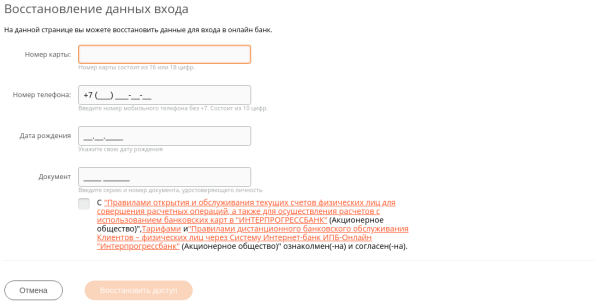 Восстановление данных входа
На данной странице вы можете восстановить данные для входа в онлайн банк.
Номер карты:
Номер карты состоит из 16 или 18 цифр.
Номер телефона: +7 (___) ___-__-__
Введите номер мобильного телефона без +7. Состоит из 10 цифр.
Дата рождения __.__.____
Укажите свою дату рождения
Документ ____ ______
Введите серию и номер документа, удостоверяющего личность
С "Правилами открытия и обслуживания текущих счетов физических лиц для
совершения расчетных операций, а также для осуществления расчетов с
использованием банковских карт в "ИНТЕРПРОГРЕССБАНК" (Акционерное
общество)",Тарифами и"Правилами дистанционного банковского обслуживания
Клиентов – физических лиц через Систему Интернет-банк ИПБ-Онлайн
"Интерпрогрессбанк" (Акционерное общество)" ознакомлен(-на) и согласен(-на).
Отмена Восстановить доступ